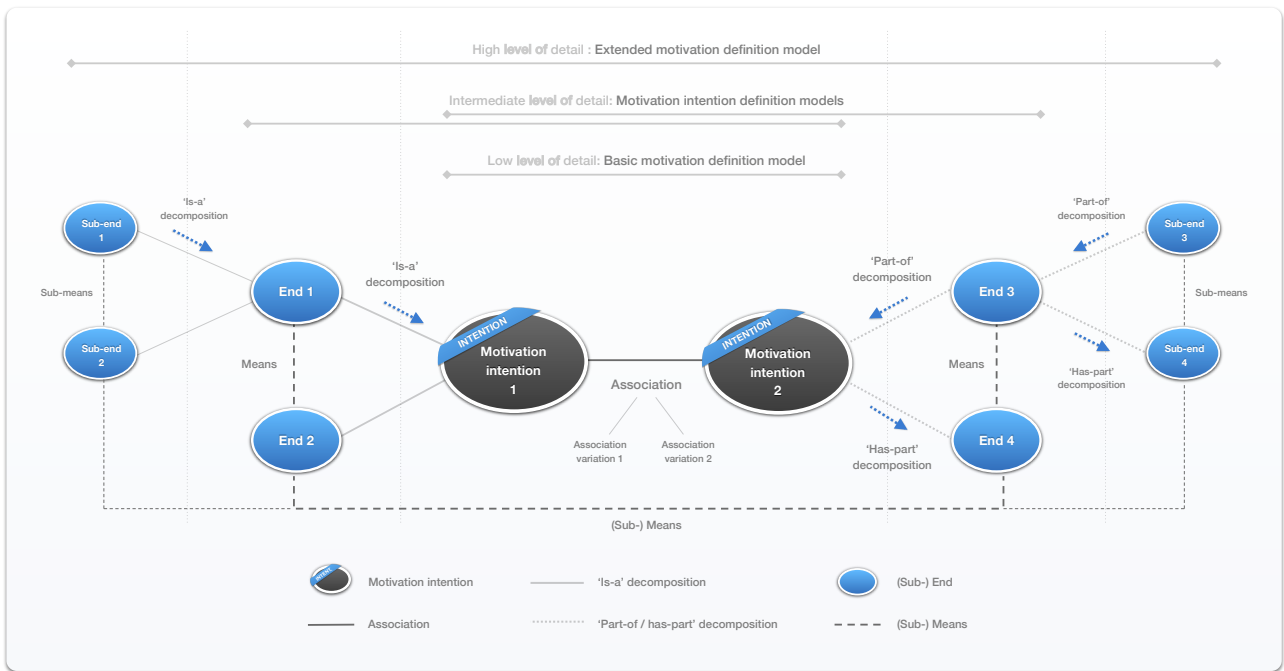 High level of detail : Extended motivation definition model
Intermediate level of detail: Motivation intention definition models
Low level of detail: Basic motivation definition model
‘Is-a’
decomposition
‘Part-of’
decomposition
Sub-end
1
Sub-end
3
‘Is-a’
decomposition
‘Part-of’
decomposition
Sub-means
End 1
End 3
Sub-means
INTENTION
Motivation
intention
1
INTENTION
Motivation
intention
2
Sub-end
2
Sub-end
4
Means
Association
Means
‘Has-part’
decomposition
Association
variation 1
Association
variation 2
End 2
End 4
‘Has-part’
decomposition
(Sub-) Means
INTENT.
Motivation intention
‘Is-a’ decomposition
(Sub-) End
Association
‘Part-of / has-part’ decomposition
(Sub-) Means